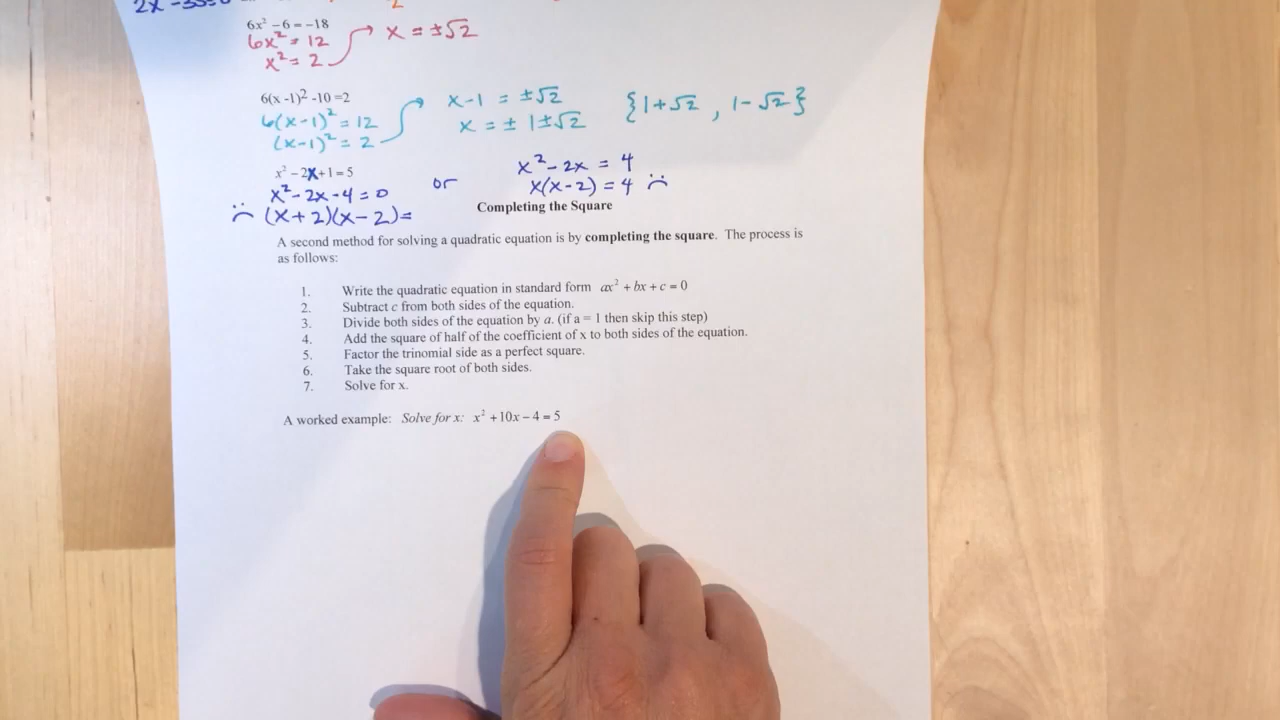 6x² - 6 = -18
6x² = 12
x² = 2
x = ±√2
6(x -1)² -10 =2
6(x-1)² = 12
(x-1)² = 2
x-1 = ±√2
x = ± 1±√2
{1+√2 , 1-√2}
x² - 2x+1 = 5
x²-2x-4 = 0
(x+2)(x-2)=
or
x²-2x = 4
x(x-2) = 4
Completing the Square
A second method for solving a quadratic equation is by completing the square. The process is
as follows:
1. Write the quadratic equation in standard form ax² + bx + c = 0
2. Subtract c from both sides of the equation.
3. Divide both sides of the equation by a. (if a = 1 then skip this step)
4. Add the square of half of the coefficient of x to both sides of the equation.
5. Factor the trinomial side as a perfect square.
6. Take the square root of both sides.
7. Solve for x.
A worked example: Solve for x: x² +10x - 4 = 5